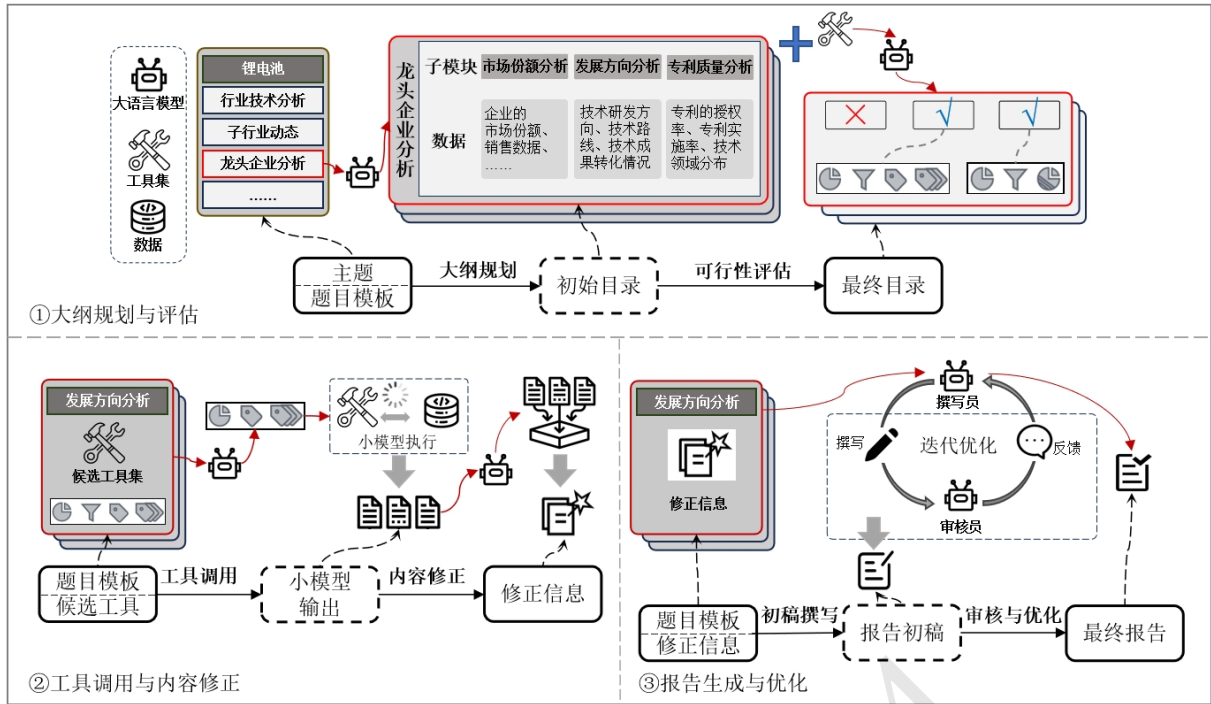 大语言模型
工具集
数据
锂电池
行业技术分析
子行业动态
龙头企业分析
......
龙头企业分析
子模块
市场份额分析
发展方向分析
专利质量分析
数据
企业的
市场份额、
销售数据、
......
技术研发方
向、技术路
线、技术成
果转化情况
专利的授权
率、专利实
施率、技术
领域分布
主题
题目模板
大纲规划
初始目录
可行性评估
最终目录
①大纲规划与评估
发展方向分析
候选工具集
小模型执行
题目模板
候选工具
工具调用
小模型
输出
内容修正
修正信息
②工具调用与内容修正
发展方向分析
修正信息
撰写员
撰写
迭代优化
反馈
审核员
题目模板
修正信息
初稿撰写
报告初稿
审核与优化
最终报告
③报告生成与优化